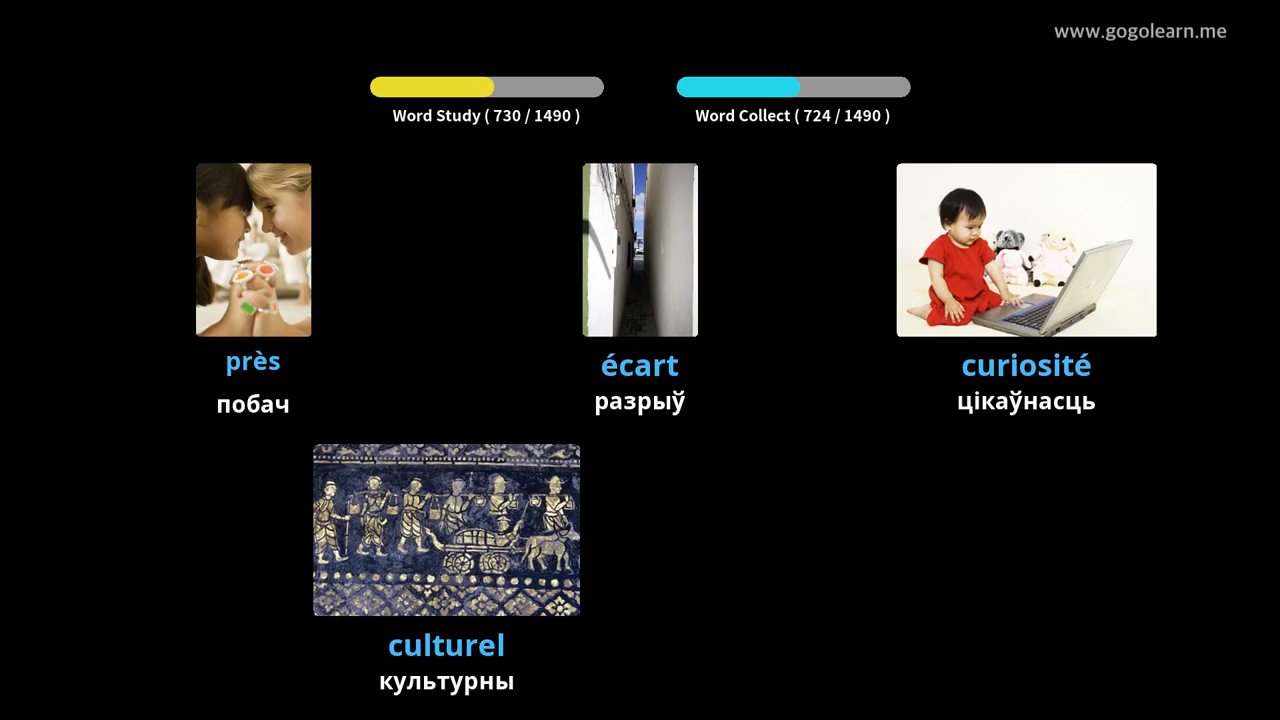 www.gogolearn.me
Word Study ( 730 / 1490 )
Word Collect ( 724 / 1490 )
près
побач
écart
разрыў
curiosité
цікаўнасць
culturel
культурны